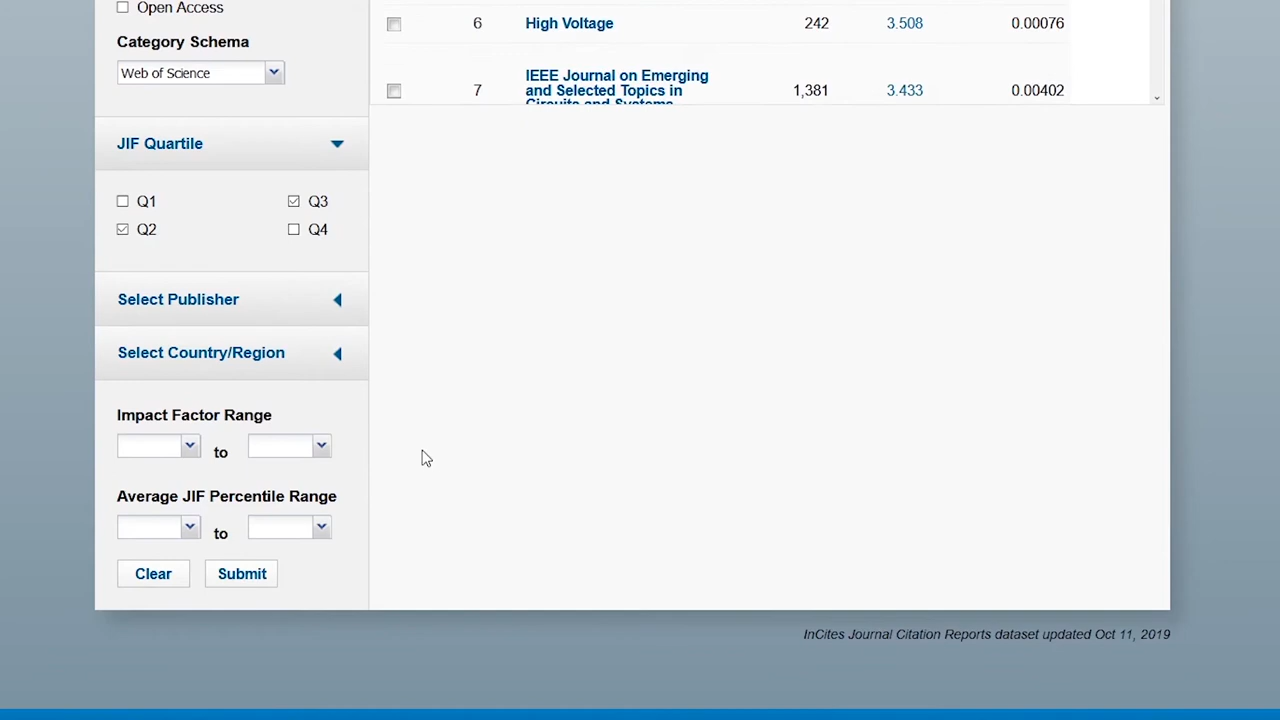 Open Access
Category Schema
Web of Science
JIF Quartile
Q1
Q3
Q2
Q4
Select Publisher
Select Country/Region
Impact Factor Range
to
Average JIF Percentile Range
to
Clear
Submit
6 High Voltage 242 3.508 0.00076
7 IEEE Journal on Emerging and Selected Topics in Circuits and Systems 1,381 3.433 0.00402
InCites Journal Citation Reports dataset updated Oct 11, 2019